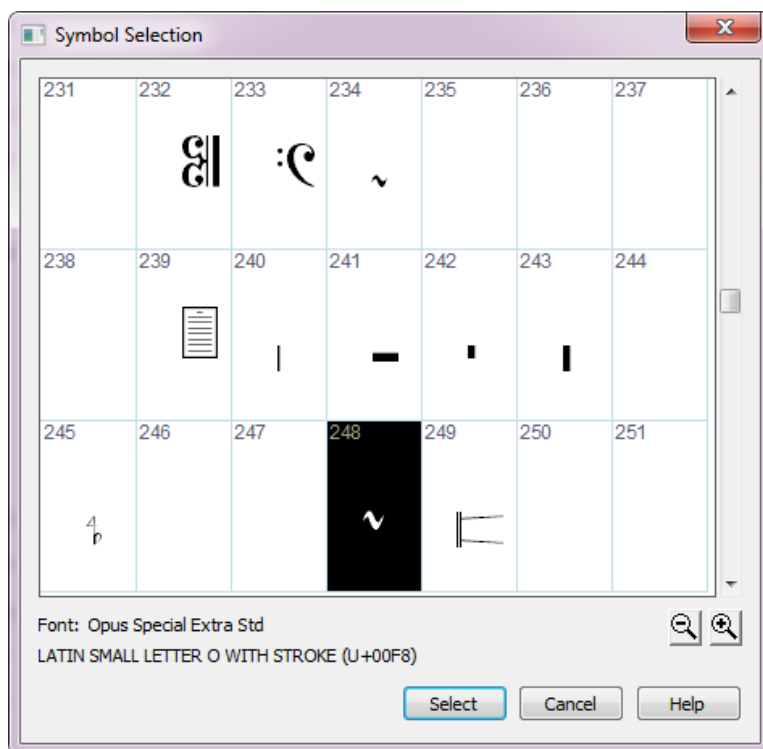 Symbol Selection
231 232 233 234 235 236 237
238 239 240 241 242 243 244
245 246 247 248 249 250 251
Font: Opus Special Extra Std
LATIN SMALL LETTER O WITH STROKE (U+00F8)
Select Cancel Help